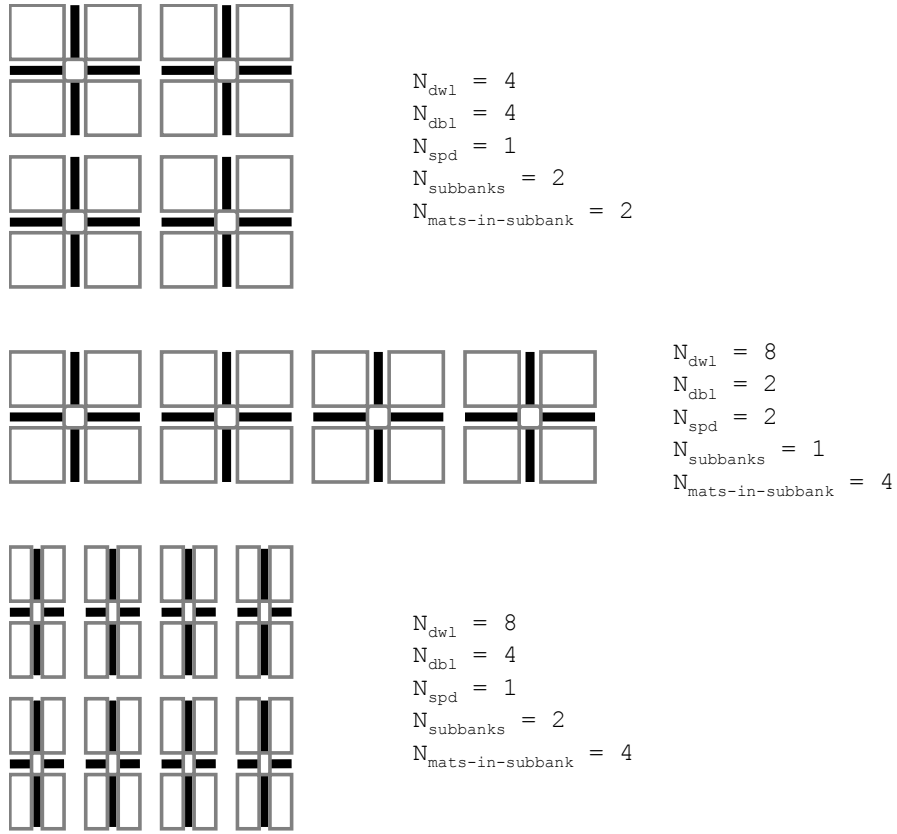 N_dwl = 4
N_dbl = 4
N_spd = 1
N_subbanks = 2
N_mats-in-subbank = 2
N_dwl = 8
N_dbl = 2
N_spd = 2
N_subbanks = 1
N_mats-in-subbank = 4
N_dwl = 8
N_dbl = 4
N_spd = 1
N_subbanks = 2
N_mats-in-subbank = 4